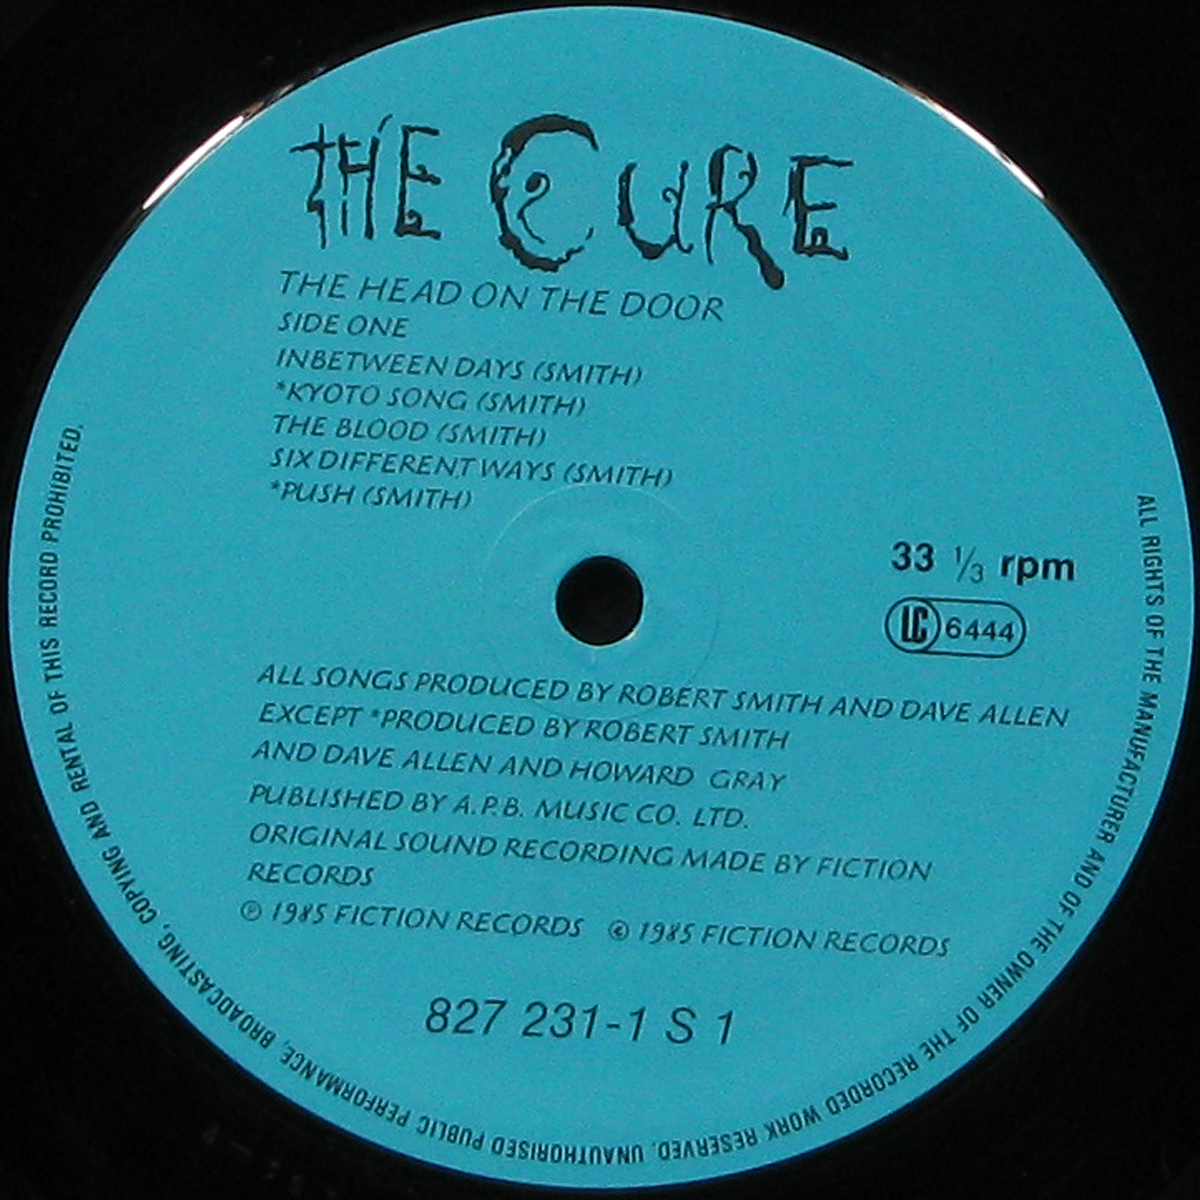 THE CURE
THE HEAD ON THE DOOR
SIDE ONE
INBETWEEN DAYS (SMITH)
*KYOTO SONG (SMITH)
THE BLOOD (SMITH)
SIX DIFFERENT WAYS (SMITH)
*PUSH (SMITH)
33 1/3 rpm
LC 6444
ALL SONGS PRODUCED BY ROBERT SMITH AND DAVE ALLEN
EXCEPT *PRODUCED BY ROBERT SMITH
AND DAVE ALLEN AND HOWARD GRAY
PUBLISHED BY A.P.B. MUSIC CO. LTD.
ORIGINAL SOUND RECORDING MADE BY FICTION
RECORDS
℗ 1985 FICTION RECORDS © 1985 FICTION RECORDS
827 231-1 S 1
ALL RIGHTS OF THE MANUFACTURER AND OF THE OWNER OF THE RECORDED WORK RESERVED. UNAUTHORISED PUBLIC PERFORMANCE, BROADCASTING, COPYING AND RENTAL OF THIS RECORD PROHIBITED.